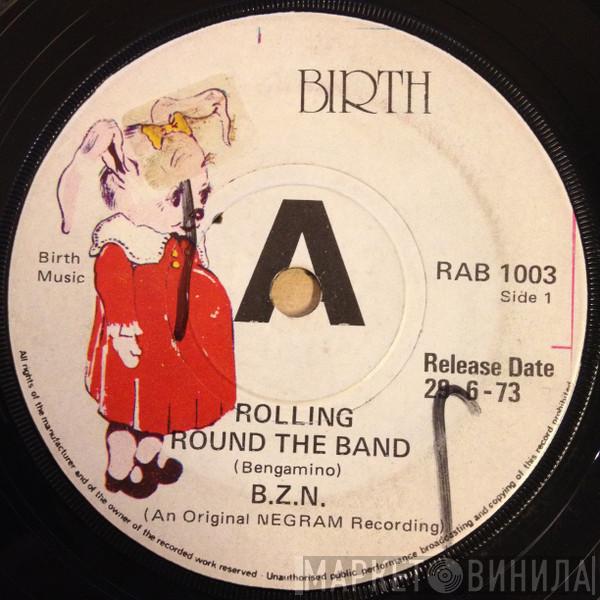 BIRTH
A
Birth
Music
RAB 1003
Side 1
Release Date
29-6-73
ROLLING
ROUND THE BAND
(Bengamino)
B.Z.N.
(An Original NEGRAM Recording)
All rights of the manufacturer and of the owner of the recorded work reserved - Unauthorised public performance broadcasting and copying of this record prohibited
МАРКЕТ ВИНИЛА